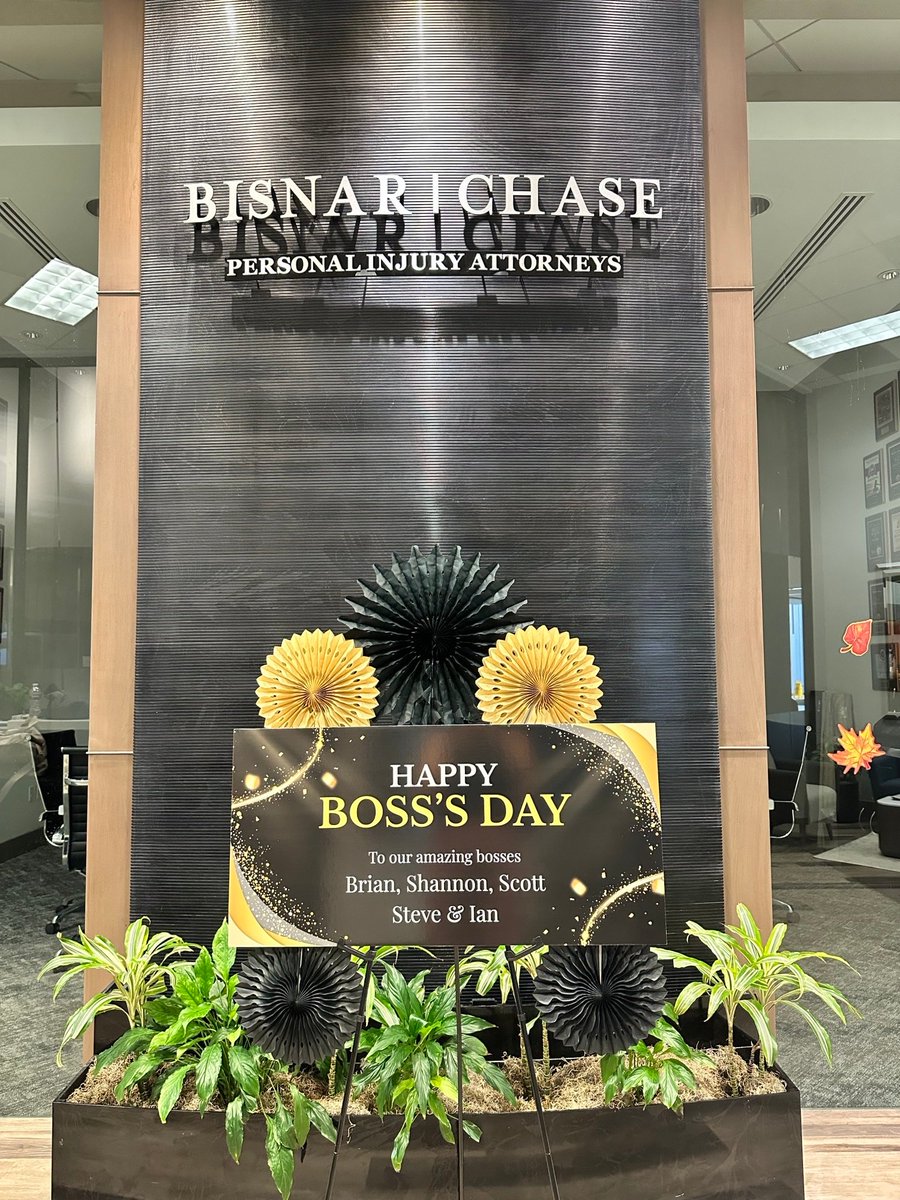 BISNAR | CHASE
PERSONAL INJURY ATTORNEYS
HAPPY
BOSS'S DAY
To our amazing bosses
Brian, Shannon, Scott
Steve & Ian